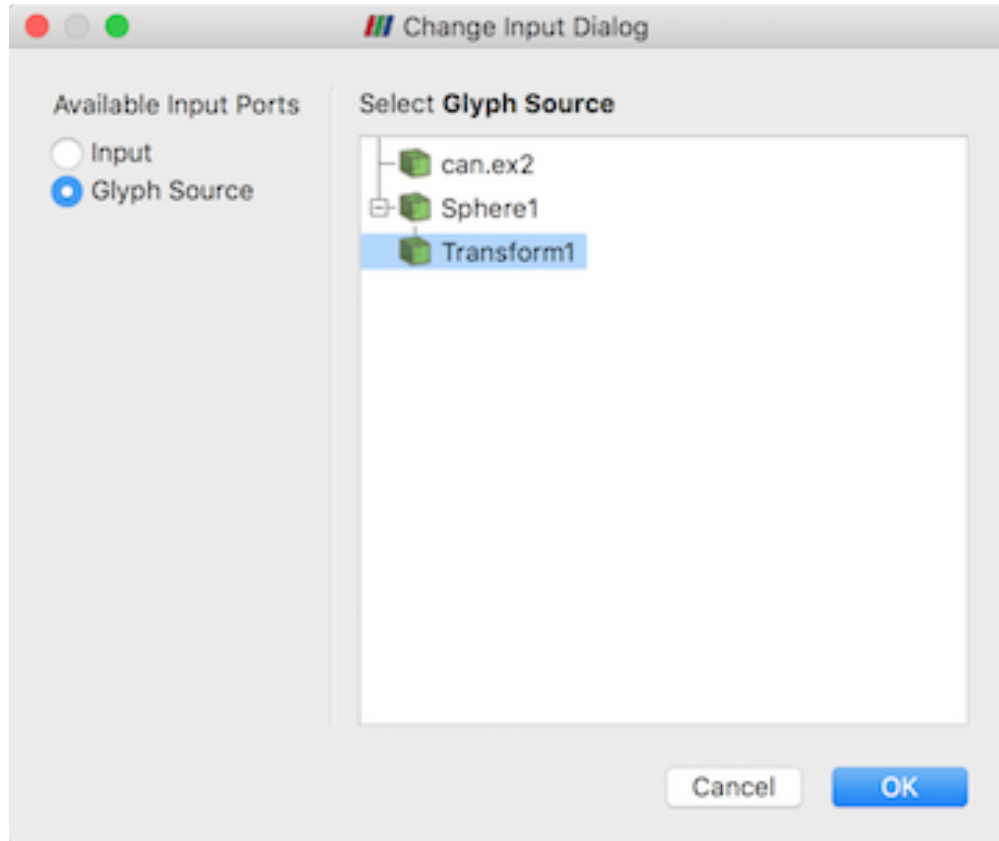 Change Input Dialog
Available Input Ports
Input
Glyph Source
Select Glyph Source
can.ex2
Sphere1
Transform1
Cancel
OK